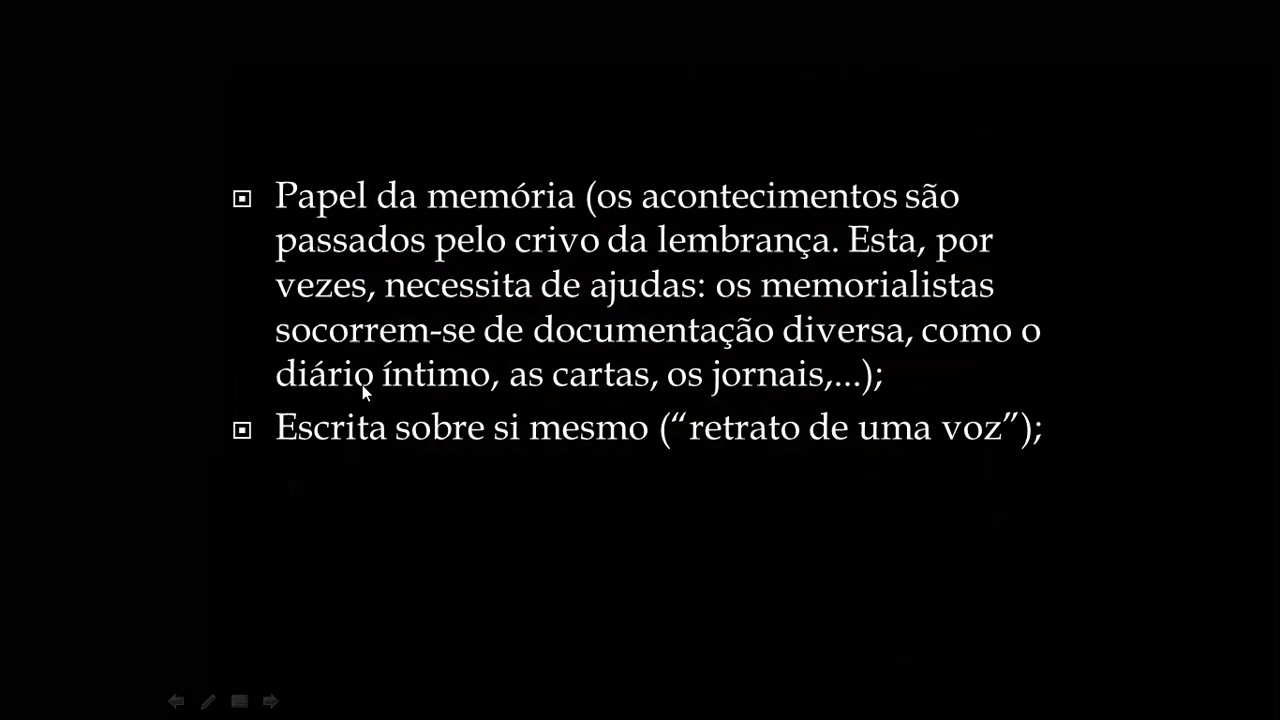 Papel da memória (os acontecimentos são
passados pelo crivo da lembrança. Esta, por
vezes, necessita de ajudas: os memorialistas
socorrem-se de documentação diversa, como o
diário íntimo, as cartas, os jornais,...);
Escrita sobre si mesmo (“retrato de uma voz”);